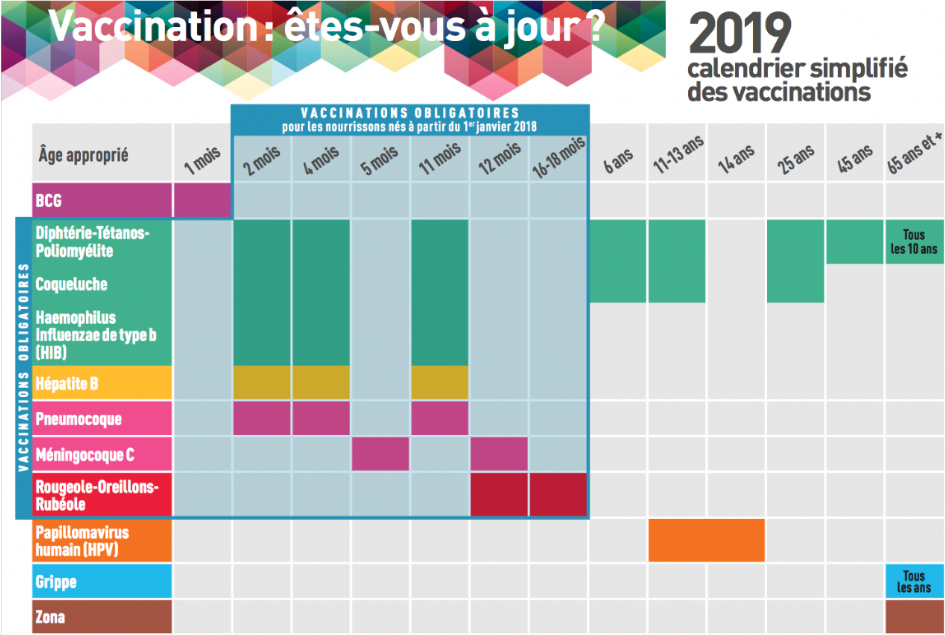 Vaccination : êtes-vous à jour ?
2019
calendrier simplifié
des vaccinations
VACCINATIONS OBLIGATOIRES
pour les nourrissons nés à partir du 1er janvier 2018
Âge approprié
1 mois
2 mois
4 mois
5 mois
11 mois
12 mois
16-18 mois
6 ans
11-13 ans
14 ans
25 ans
45 ans
65 ans et +
BCG
VACCINATIONS OBLIGATOIRES
Diphtérie-Tétanos-
Poliomyélite
Tous
les 10 ans
Coqueluche
Haemophilus
Influenzae de type b
(HIB)
Hépatite B
Pneumocoque
Méningocoque C
Rougeole-Oreillons-
Rubéole
Papillomavirus
humain (HPV)
Grippe
Tous
les ans
Zona